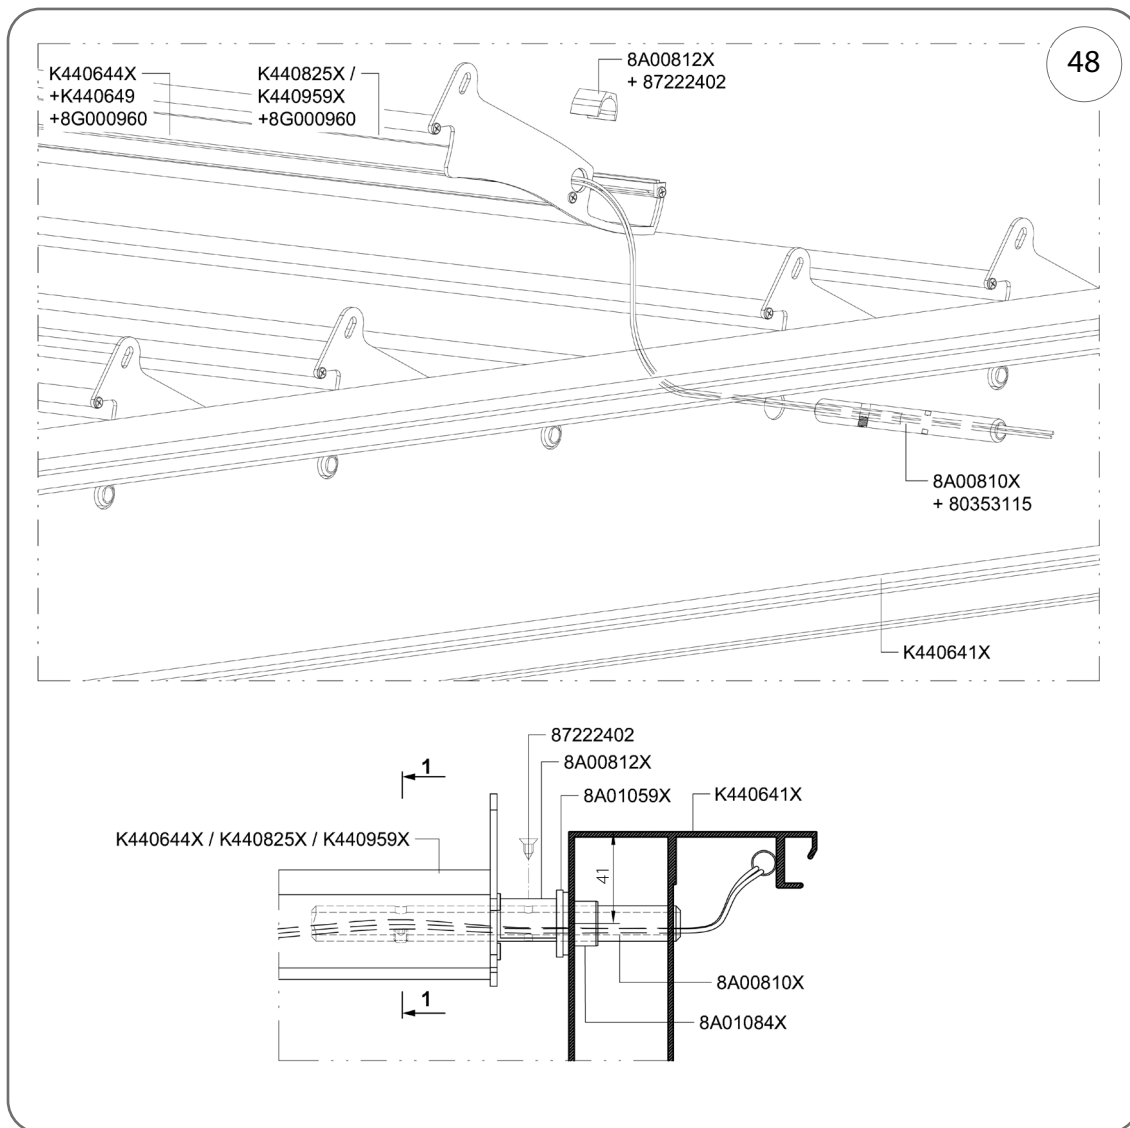 48
K440644X
+K440649
+8G000960
K440825X /
K440959X
+8G000960
8A00812X
+ 87222402
8A00810X
+ 80353115
K440641X
87222402
8A00812X
8A01059X
K440641X
1
K440644X / K440825X / K440959X
41
1
8A00810X
8A01084X